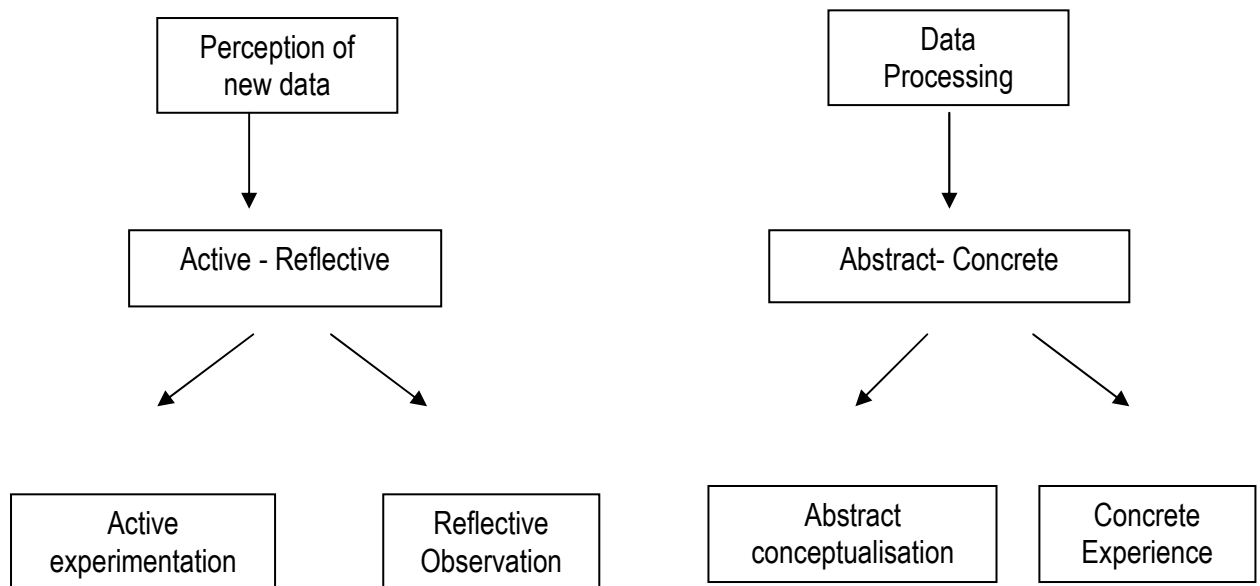 Perception of
new data
Data
Processing
Active - Reflective
Abstract- Concrete
Active
experimentation
Reflective
Observation
Abstract
conceptualisation
Concrete
Experience